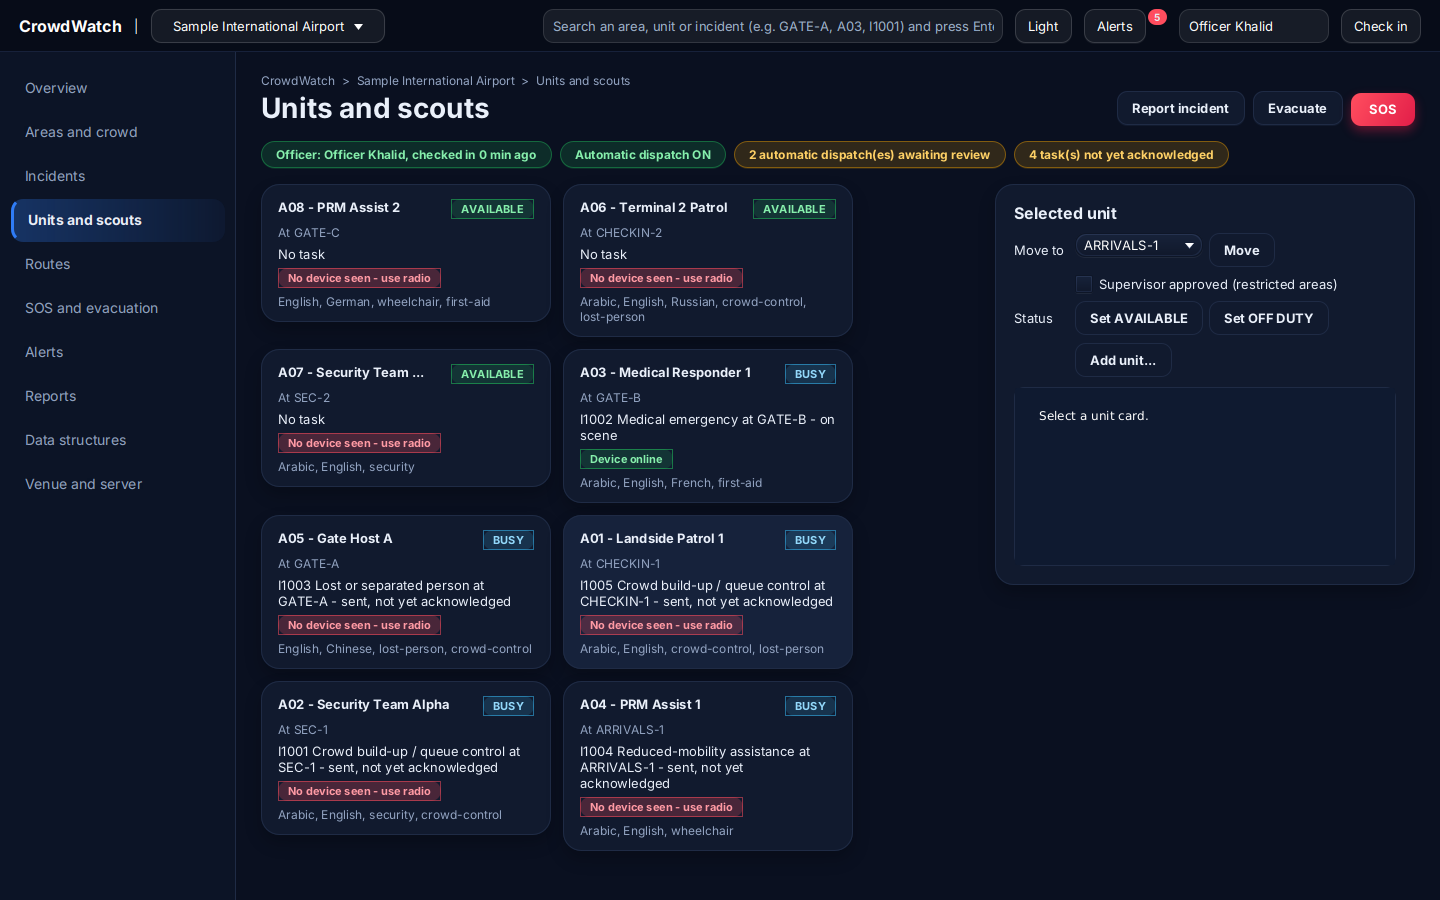 CrowdWatch |
Sample International Airport
Search an area, unit or incident (e.g. GATE-A, A03, I1001) and press Ent
Light
Alerts
5
Officer Khalid
Check in
Overview
Areas and crowd
Incidents
Units and scouts
Routes
SOS and evacuation
Alerts
Reports
Data structures
Venue and server
CrowdWatch > Sample International Airport > Units and scouts
Units and scouts
Report incident
Evacuate
SOS
Officer: Officer Khalid, checked in 0 min ago
Automatic dispatch ON
2 automatic dispatch(es) awaiting review
4 task(s) not yet acknowledged
A08 - PRM Assist 2
AVAILABLE
At GATE-C
No task
No device seen - use radio
English, German, wheelchair, first-aid
A06 - Terminal 2 Patrol
AVAILABLE
At CHECKIN-2
No task
No device seen - use radio
Arabic, English, Russian, crowd-control,
lost-person
A07 - Security Team ...
AVAILABLE
At SEC-2
No task
No device seen - use radio
Arabic, English, security
A03 - Medical Responder 1
BUSY
At GATE-B
I1002 Medical emergency at GATE-B - on
scene
Device online
Arabic, English, French, first-aid
A05 - Gate Host A
BUSY
At GATE-A
I1003 Lost or separated person at
GATE-A - sent, not yet acknowledged
No device seen - use radio
English, Chinese, lost-person, crowd-control
A01 - Landside Patrol 1
BUSY
At CHECKIN-1
I1005 Crowd build-up / queue control at
CHECKIN-1 - sent, not yet acknowledged
No device seen - use radio
Arabic, English, crowd-control, lost-person
A02 - Security Team Alpha
BUSY
At SEC-1
I1001 Crowd build-up / queue control at
SEC-1 - sent, not yet acknowledged
No device seen - use radio
Arabic, English, security, crowd-control
A04 - PRM Assist 1
BUSY
At ARRIVALS-1
I1004 Reduced-mobility assistance at
ARRIVALS-1 - sent, not yet
acknowledged
No device seen - use radio
Arabic, English, wheelchair
Selected unit
Move to
ARRIVALS-1
Move
Supervisor approved (restricted areas)
Status
Set AVAILABLE
Set OFF DUTY
Add unit...
Select a unit card.